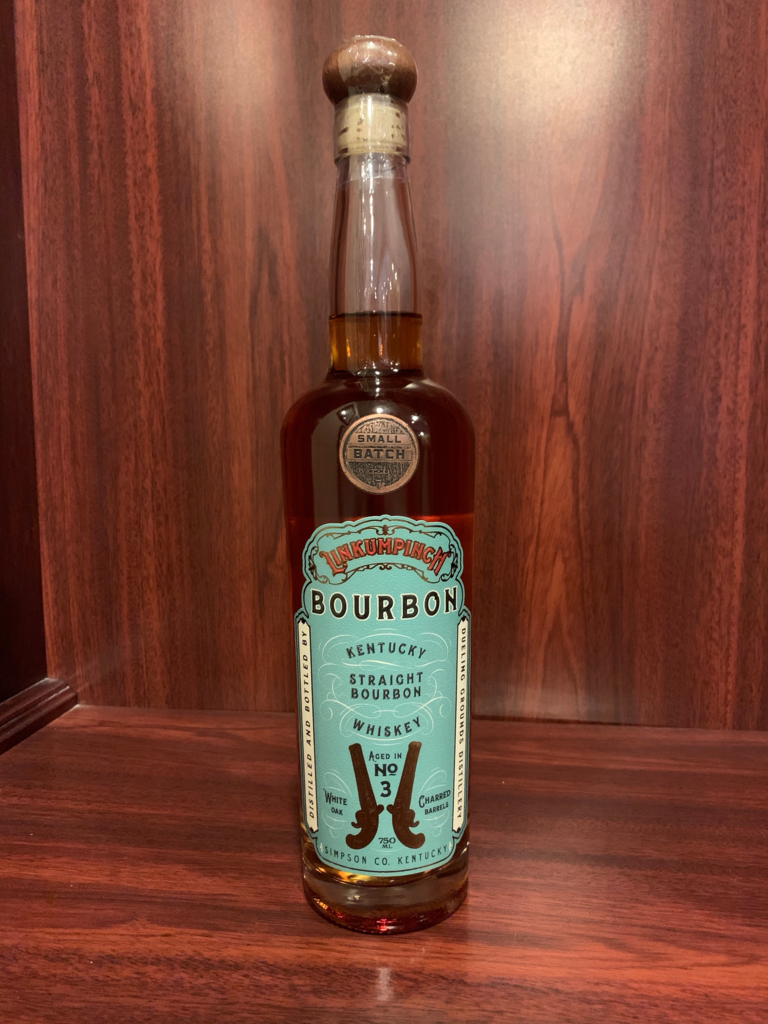 SMALL
BATCH
LINKUMPINCH
BOURBON
KENTUCKY
STRAIGHT
BOURBON
WHISKEY
AGED IN
NO
3
WHITE
OAK
CHARRED
BARRELS
750
ML
SIMPSON CO. KENTUCKY
DISTILLED AND BOTTLED BY
DUELING GROUNDS DISTILLERY